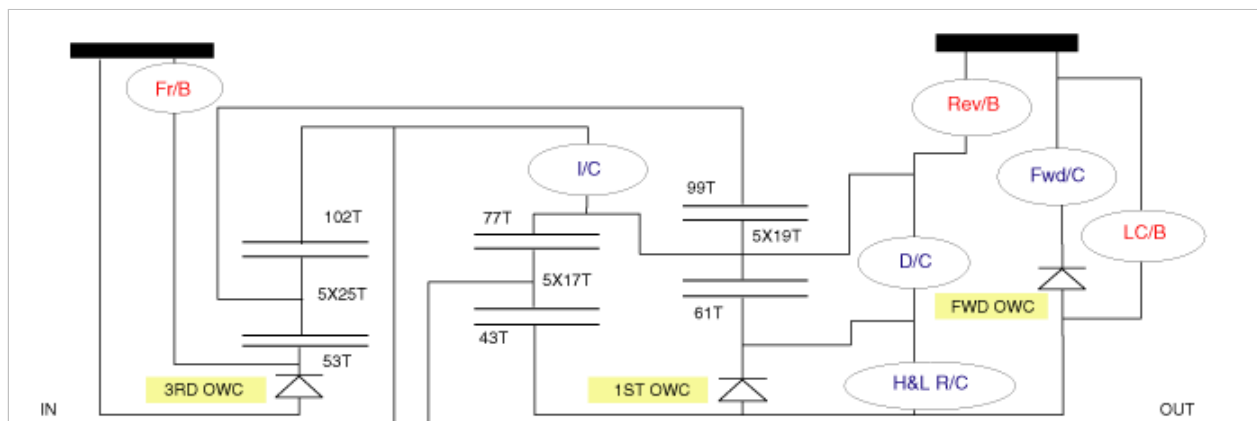 Fr/B
Rev/B
I/C
Fwd/C
99T
102T
77T
5X19T
LC/B
D/C
5X25T
5X17T
FWD OWC
61T
43T
53T
3RD OWC
1ST OWC
H&L R/C
IN
OUT